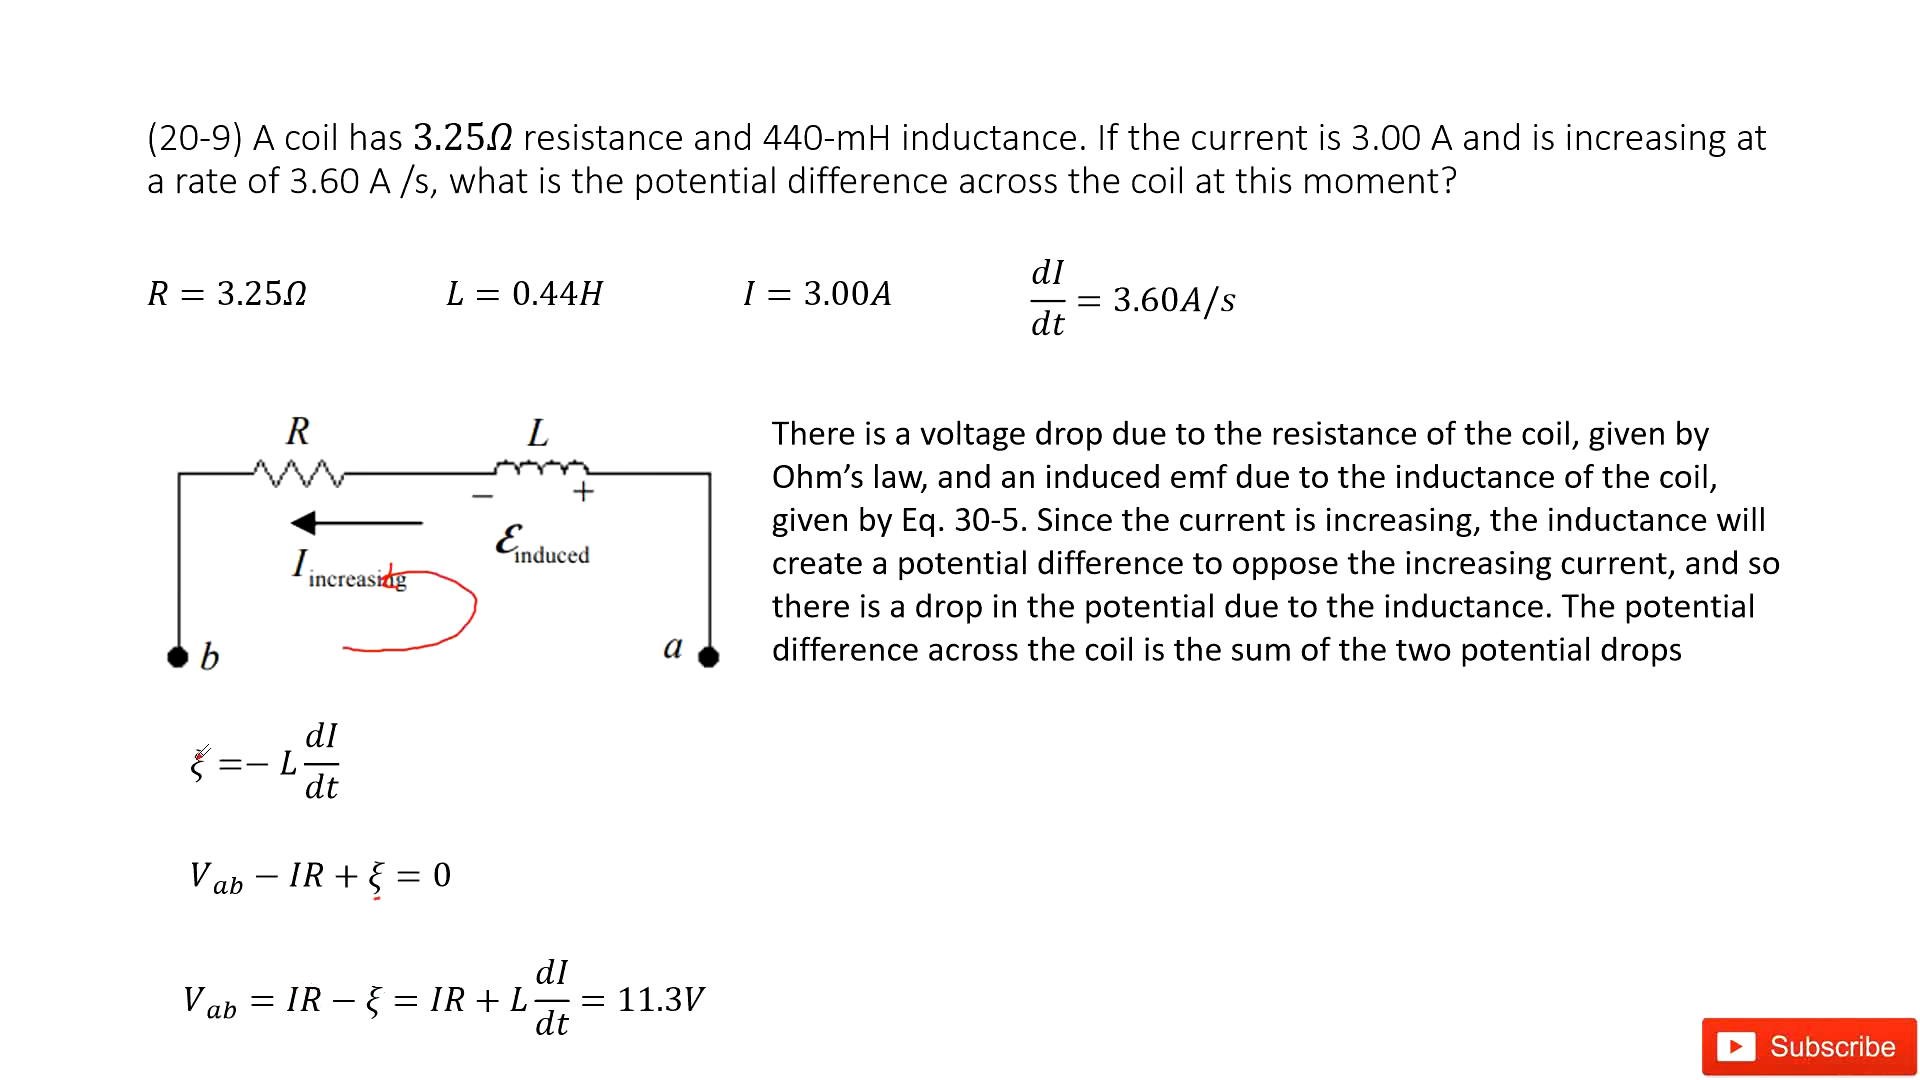 (20-9) A coil has 3.25Ω resistance and 440-mH inductance. If the current is 3.00 A and is increasing at
a rate of 3.60 A /s, what is the potential difference across the coil at this moment?
R = 3.25Ω L = 0.44H I = 3.00A dI/dt = 3.60A/s
R L
− +
I increasing
ℰinduced
b a
There is a voltage drop due to the resistance of the coil, given by
Ohm’s law, and an induced emf due to the inductance of the coil,
given by Eq. 30-5. Since the current is increasing, the inductance will
create a potential difference to oppose the increasing current, and so
there is a drop in the potential due to the inductance. The potential
difference across the coil is the sum of the two potential drops
ξ =− L dI/dt
V_ab − IR + ξ = 0
V_ab = IR − ξ = IR + L dI/dt = 11.3V
Subscribe